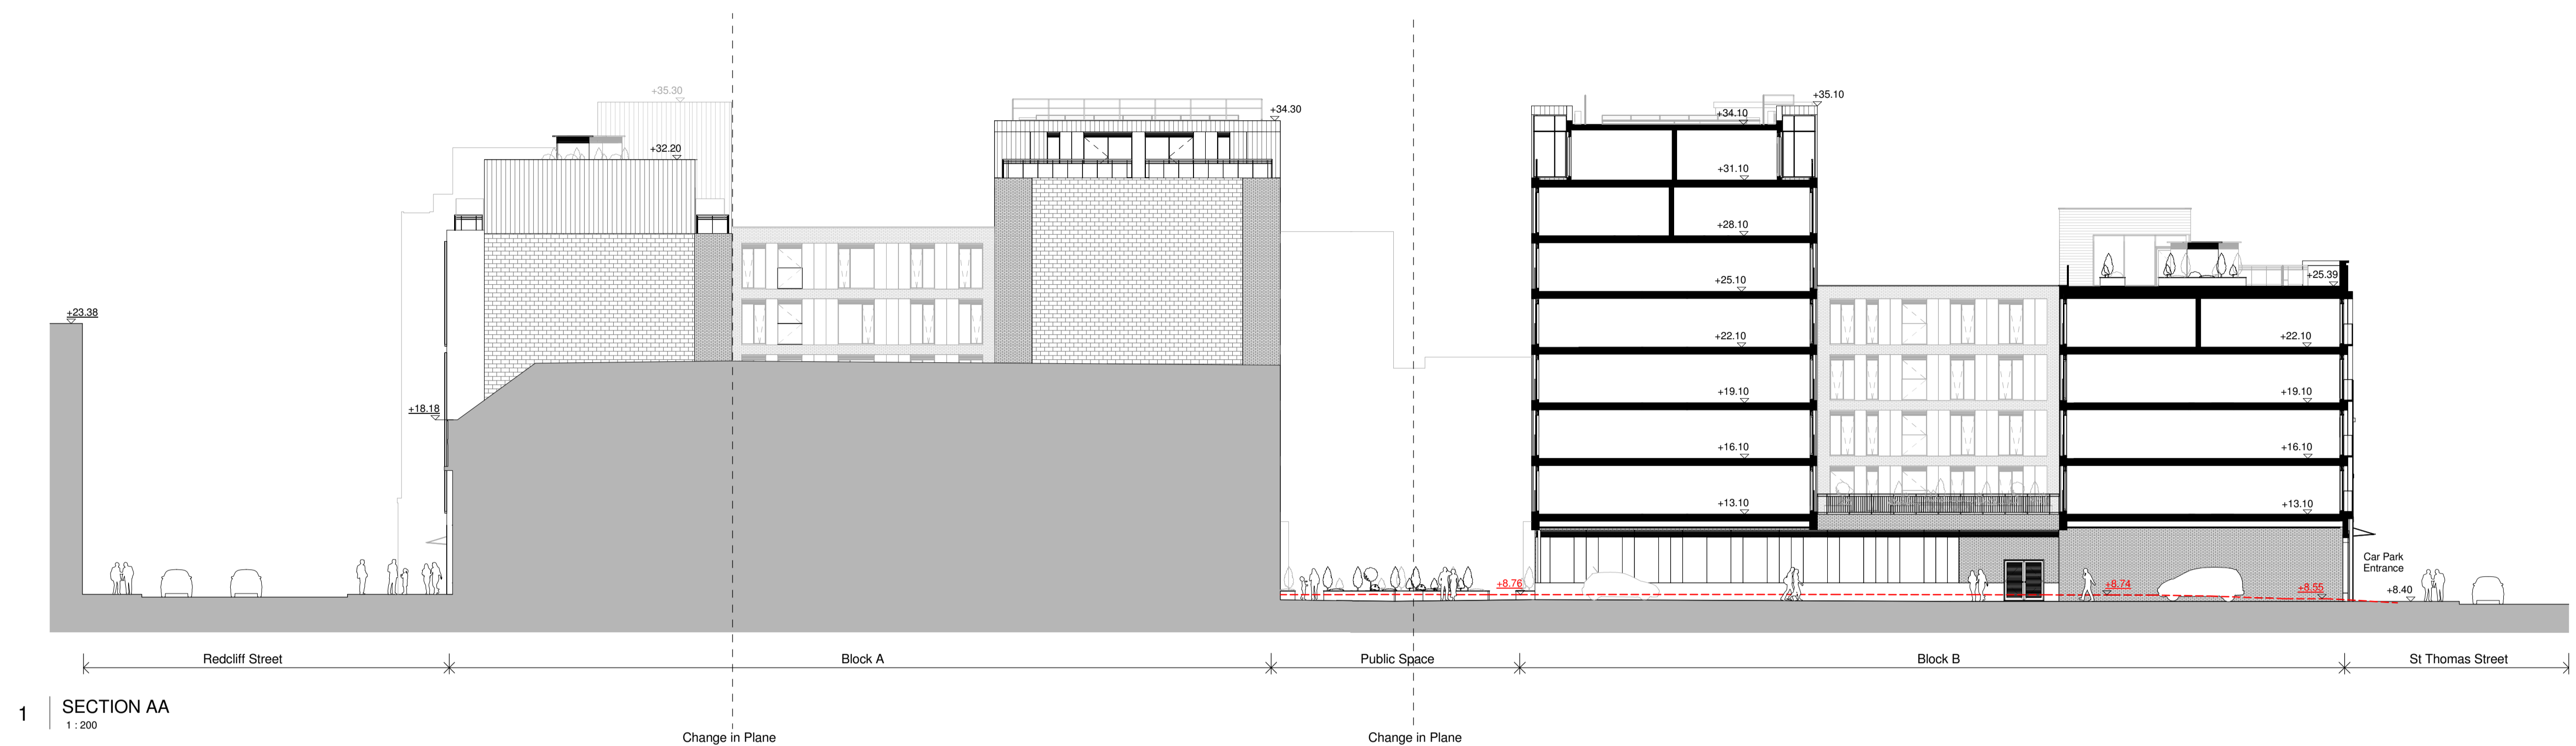 +35.30
+32.20
+34.30
+35.10
+34.10
+31.10
+28.10
+25.10
+25.39
+23.38
+22.10
+22.10
+18.18
+19.10
+19.10
+16.10
+16.10
+13.10
+13.10
Car Park
Entrance
+8.76
+8.74
+8.55
+8.40
Redcliff Street
Block A
Public Space
Block B
St Thomas Street
1
SECTION AA
1 : 200
Change in Plane
Change in Plane